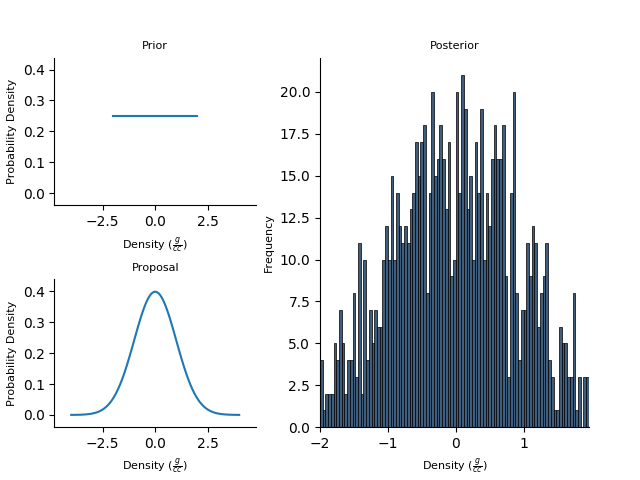 Prior
Probability Density
0.4
0.3
0.2
0.1
0.0
−2.5 0.0 2.5
Density (g/cc)
Proposal
Probability Density
0.4
0.3
0.2
0.1
0.0
−2.5 0.0 2.5
Density (g/cc)
Posterior
Frequency
20.0
17.5
15.0
12.5
10.0
7.5
5.0
2.5
0.0
−2 −1 0 1
Density (g/cc)